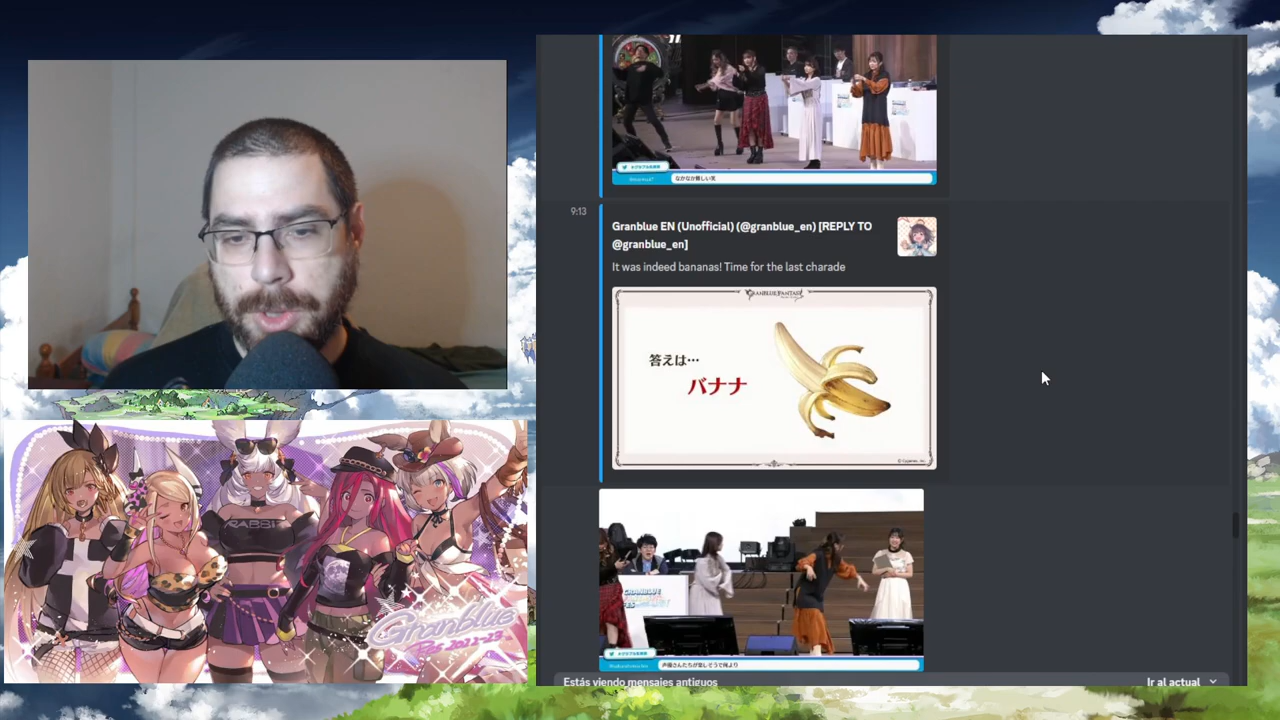 なかなか難しい笑
9:13
Granblue EN (Unofficial) (@granblue_en) [REPLY TO
@granblue_en]
It was indeed bananas! Time for the last charade
GRANBLUE FANTASY
答えは…
バナナ
RABBIT
Granblue
Fes 2022-23
GRANBLUE
声優さんたちが楽しそうで何より
Estás viendo mensajes antiguos
Ir al actual